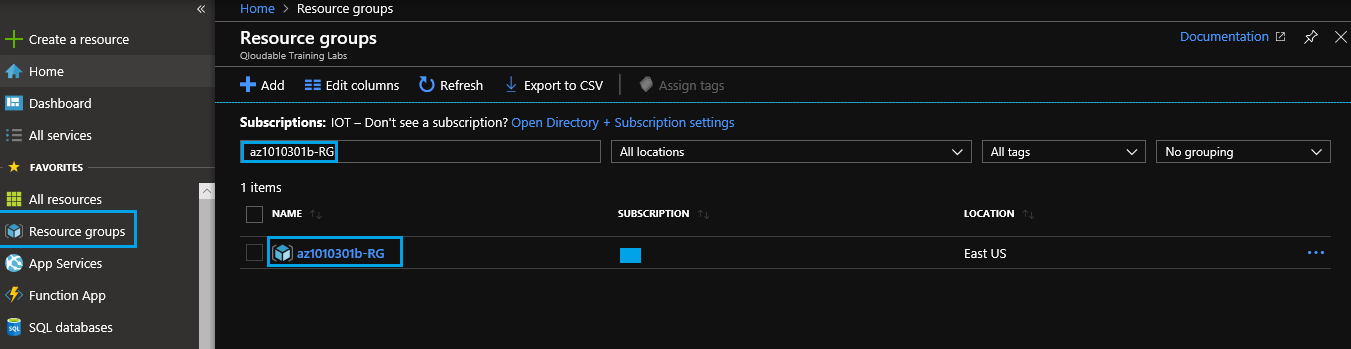 «
Create a resource
Home
Dashboard
All services
FAVORITES
All resources
Resource groups
App Services
Function App
SQL databases
Home > Resource groups
Resource groups
Qloudable Training Labs
Documentation
Add Edit columns Refresh Export to CSV Assign tags
Subscriptions: IOT – Don't see a subscription? Open Directory + Subscription settings
az1010301b-RG All locations All tags No grouping
1 items
NAME SUBSCRIPTION LOCATION
az1010301b-RG East US